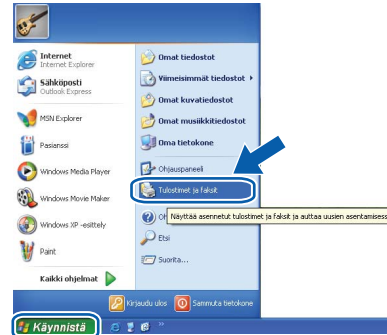 Internet
Internet Explorer
Sähköposti
Outlook Express
MSN Explorer
Pasianssi
Windows Media Player
Windows Movie Maker
Windows XP -esittely
Paint
Kaikki ohjelmat
Omat tiedostot
Viimeisimmät tiedostot
Omat kuvatiedostot
Omat musiikkitiedostot
Oma tietokone
Ohjauspaneeli
Tulostimet ja faksit
Näyttää asennetut tulostimet ja faksit ja auttaa uusien asentamisess
Etsi
Suorita...
Kirjaudu ulos
Sammuta tietokone
Käynnistä